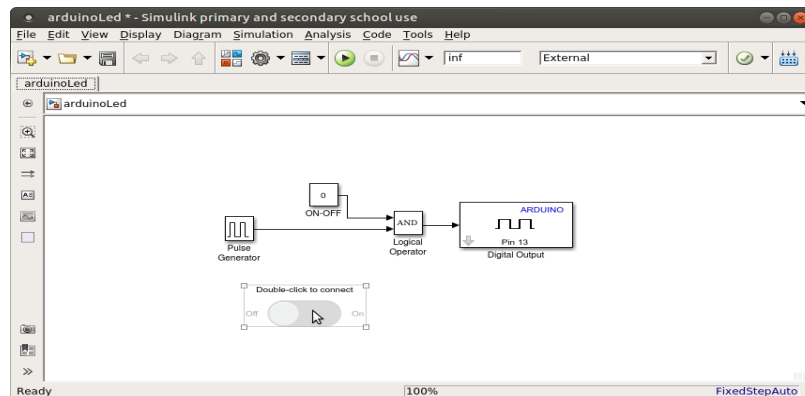 arduinoLed * - Simulink primary and secondary school use
File Edit View Display Diagram Simulation Analysis Code Tools Help
inf External
arduinoLed
arduinoLed
0
ON-OFF
Pulse
Generator
AND
Logical
Operator
ARDUINO
Pin 13
Digital Output
Double-click to connect
Off On
Ready 100% FixedStepAuto